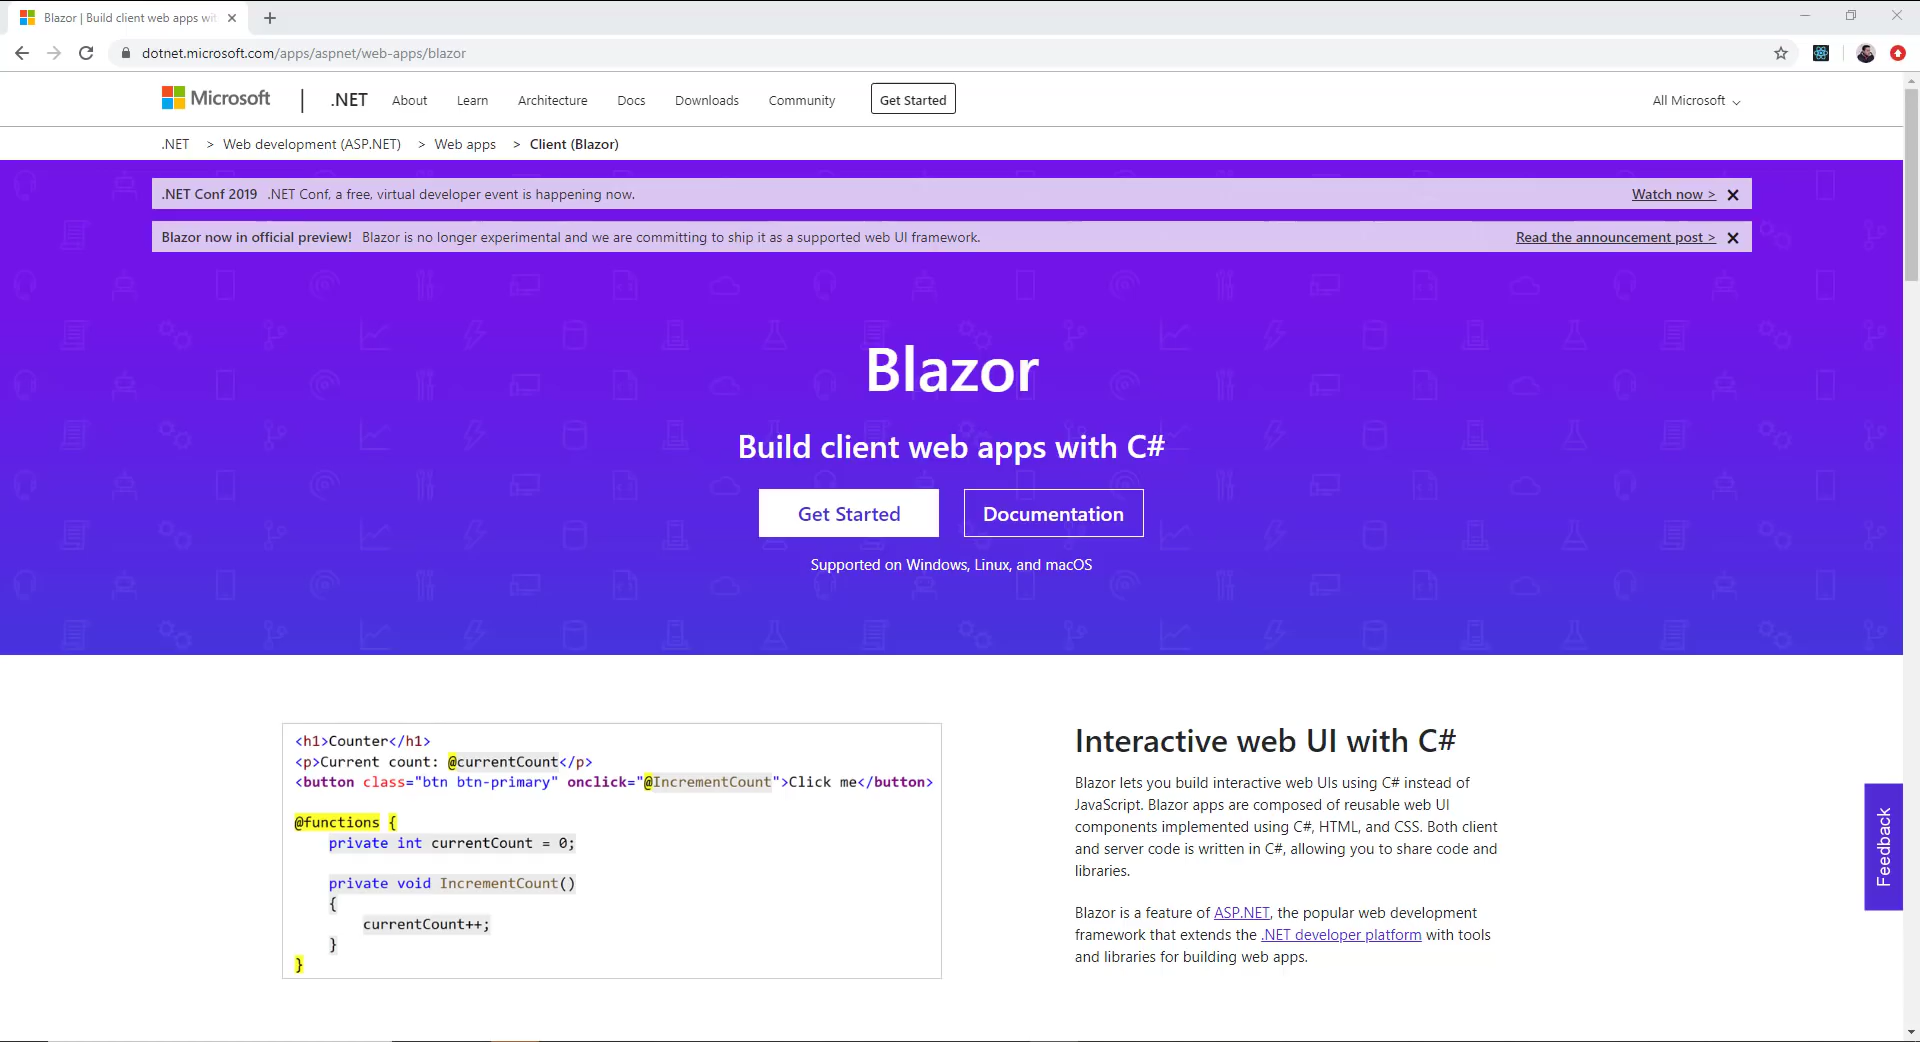 Blazor | Build client web apps wit
dotnet.microsoft.com/apps/aspnet/web-apps/blazor
Microsoft | .NET About Learn Architecture Docs Downloads Community Get Started All Microsoft
.NET > Web development (ASP.NET) > Web apps > Client (Blazor)
.NET Conf 2019 .NET Conf, a free, virtual developer event is happening now. Watch now >
Blazor now in official preview! Blazor is no longer experimental and we are committing to ship it as a supported web UI framework. Read the announcement post >
Blazor
Build client web apps with C#
Get Started Documentation
Supported on Windows, Linux, and macOS
<h1>Counter</h1>
<p>Current count: @currentCount</p>
<button class="btn btn-primary" onclick="@IncrementCount">Click me</button>
@functions {
private int currentCount = 0;
private void IncrementCount()
{
currentCount++;
}
}
Interactive web UI with C#
Blazor lets you build interactive web UIs using C# instead of
JavaScript. Blazor apps are composed of reusable web UI
components implemented using C#, HTML, and CSS. Both client
and server code is written in C#, allowing you to share code and
libraries.
Blazor is a feature of ASP.NET, the popular web development
framework that extends the .NET developer platform with tools
and libraries for building web apps.
Feedback